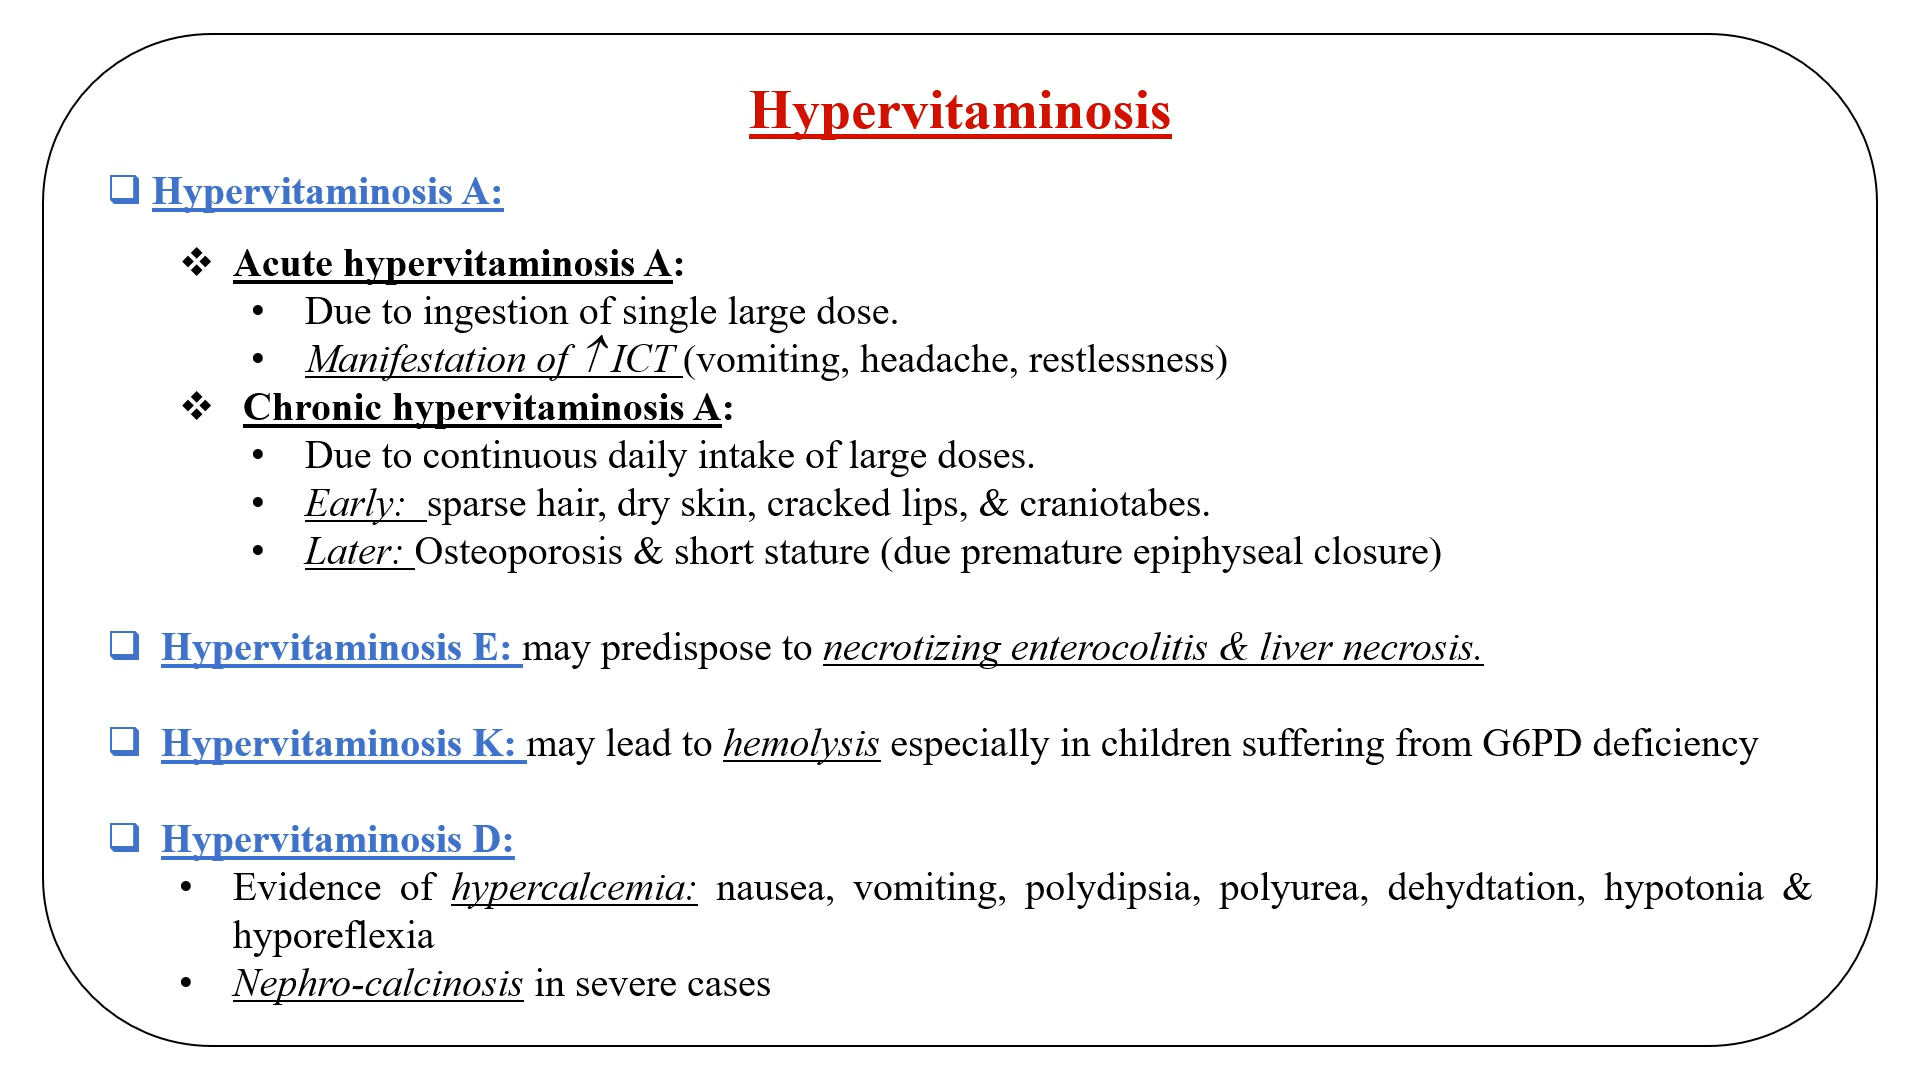 Hypervitaminosis
❑ Hypervitaminosis A:
❖ Acute hypervitaminosis A:
• Due to ingestion of single large dose.
• Manifestation of ↑ICT (vomiting, headache, restlessness)
❖ Chronic hypervitaminosis A:
• Due to continuous daily intake of large doses.
• Early: sparse hair, dry skin, cracked lips, & craniotabes.
• Later: Osteoporosis & short stature (due premature epiphyseal closure)
❑ Hypervitaminosis E: may predispose to necrotizing enterocolitis & liver necrosis.
❑ Hypervitaminosis K: may lead to hemolysis especially in children suffering from G6PD deficiency
❑ Hypervitaminosis D:
• Evidence of hypercalcemia: nausea, vomiting, polydipsia, polyurea, dehydtation, hypotonia &
hyporeflexia
• Nephro-calcinosis in severe cases